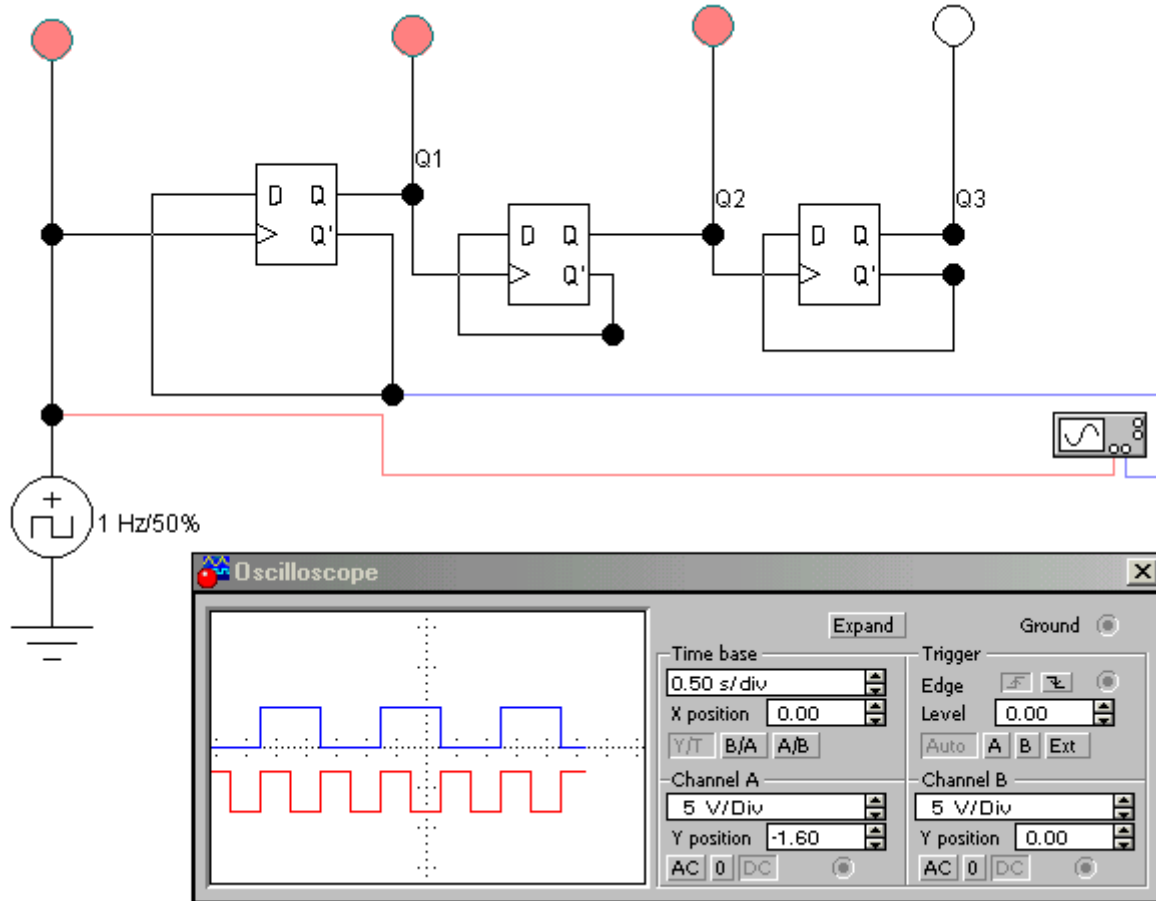 Q1
D Q
Q'
Q2
D Q
Q'
Q3
D Q
Q'
1 Hz/50%
Oscilloscope
Expand
Ground
Time base
0.50 s/div
X position 0.00
Y/T B/A A/B
Trigger
Edge
Level 0.00
Auto A B Ext
Channel A
5 V/Div
Y position -1.60
AC 0 DC
Channel B
5 V/Div
Y position 0.00
AC 0 DC